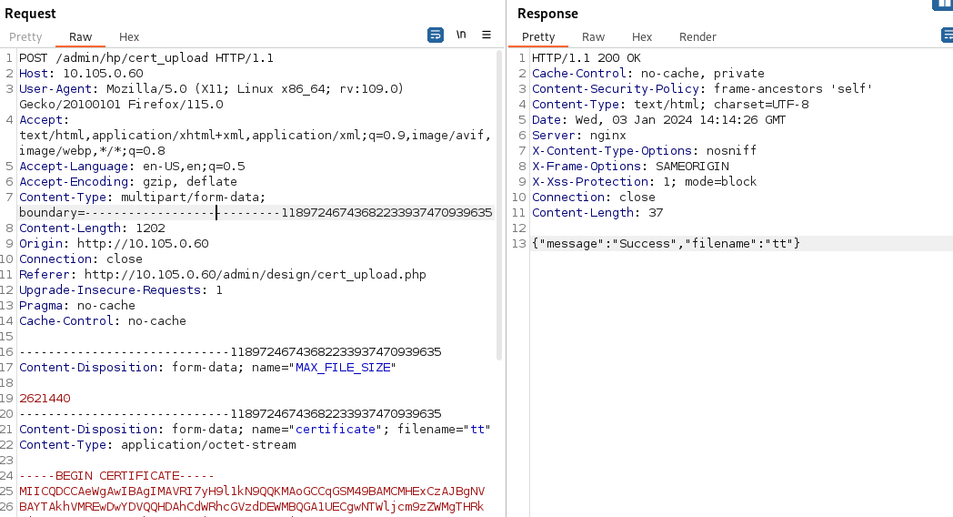 Request
Pretty Raw Hex \n
1 POST /admin/hp/cert_upload HTTP/1.1
2 Host: 10.105.0.60
3 User-Agent: Mozilla/5.0 (X11; Linux x86_64; rv:109.0)
Gecko/20100101 Firefox/115.0
4 Accept:
text/html,application/xhtml+xml,application/xml;q=0.9,image/avif,
image/webp,*/*;q=0.8
5 Accept-Language: en-US,en;q=0.5
6 Accept-Encoding: gzip, deflate
7 Content-Type: multipart/form-data;
boundary=---------------------------11897246743682233937470939635
8 Content-Length: 1202
9 Origin: http://10.105.0.60
10 Connection: close
11 Referer: http://10.105.0.60/admin/design/cert_upload.php
12 Upgrade-Insecure-Requests: 1
13 Pragma: no-cache
14 Cache-Control: no-cache
15
16 -----------------------------11897246743682233937470939635
17 Content-Disposition: form-data; name="MAX_FILE_SIZE"
18
19 2621440
20 -----------------------------11897246743682233937470939635
21 Content-Disposition: form-data; name="certificate"; filename="tt"
22 Content-Type: application/octet-stream
23
24 -----BEGIN CERTIFICATE-----
25 MIICQDCCAeWgAwIBAgIMAVRI7yH9l1kN9QQKMAoGCCqGSM49BAMCMHExCzAJBgNV
26 BAYTAkhVMREwDwYDVQQHDAhCdWRhcGVzdDEWMBQGA1UECgwNTWljcm9zZWMgTHRk
Response
Pretty Raw Hex Render
1 HTTP/1.1 200 OK
2 Cache-Control: no-cache, private
3 Content-Security-Policy: frame-ancestors 'self'
4 Content-Type: text/html; charset=UTF-8
5 Date: Wed, 03 Jan 2024 14:14:26 GMT
6 Server: nginx
7 X-Content-Type-Options: nosniff
8 X-Frame-Options: SAMEORIGIN
9 X-Xss-Protection: 1; mode=block
10 Connection: close
11 Content-Length: 37
12
13 {"message":"Success","filename":"tt"}